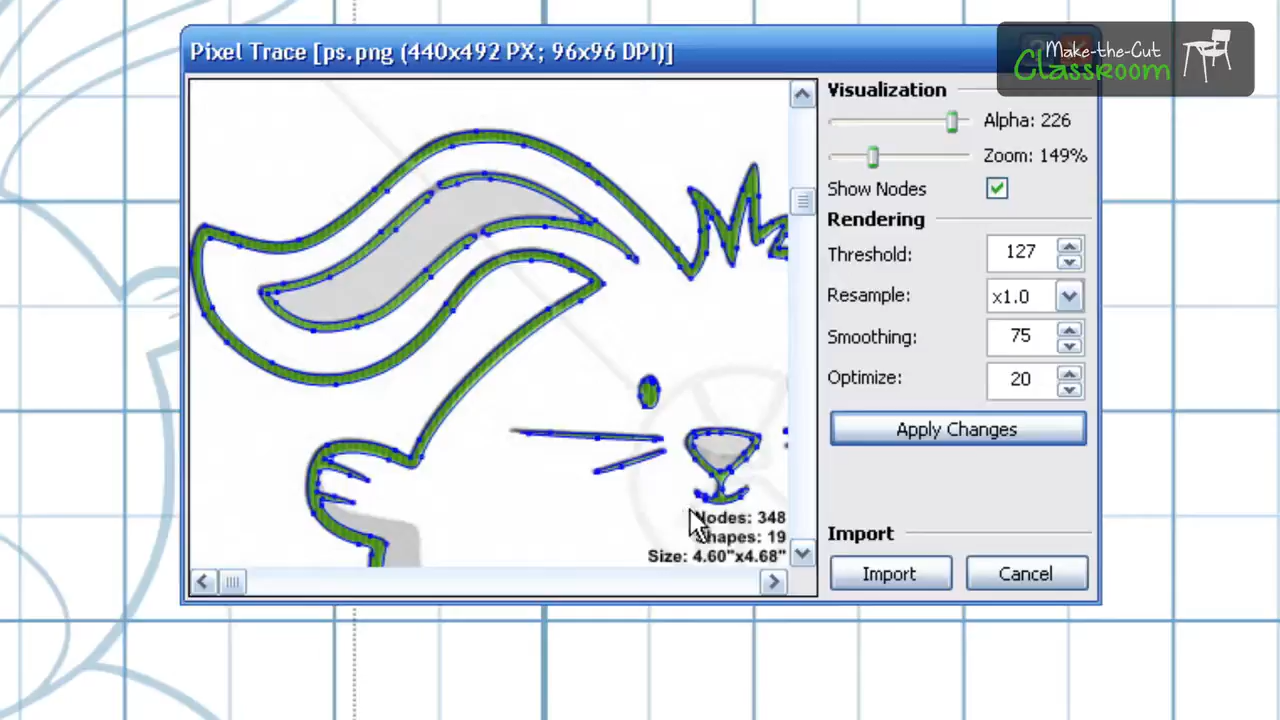 Pixel Trace [ps.png (440x492 PX; 96x96 DPI)]
Make-the-Cut
Classroom
Visualization
Alpha: 226
Zoom: 149%
Show Nodes
Rendering
Threshold: 127
Resample: x1.0
Smoothing: 75
Optimize: 20
Apply Changes
Nodes: 348
Shapes: 19
Size: 4.60"x4.68"
Import
Import Cancel